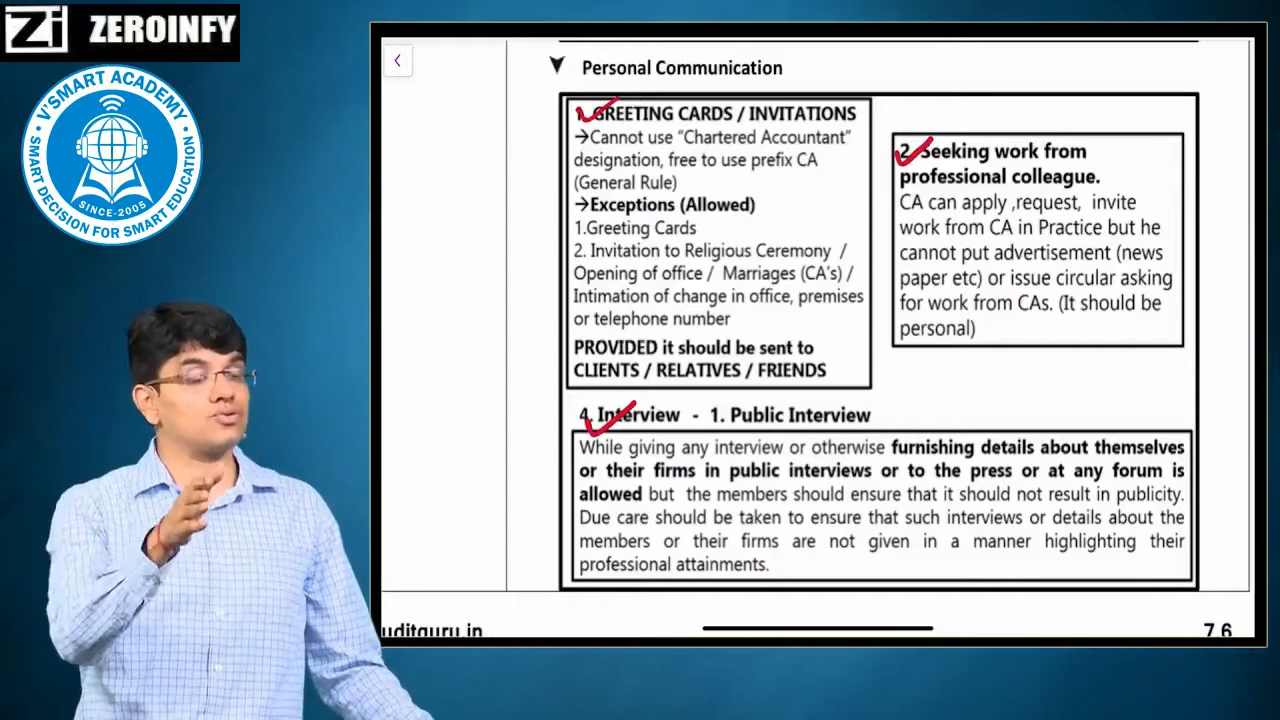 Zi ZEROINFY
V'SMART ACADEMY
SINCE-2005
SMART DECISION FOR SMART EDUCATION
Personal Communication
1. GREETING CARDS / INVITATIONS
→Cannot use “Chartered Accountant”
designation, free to use prefix CA
(General Rule)
→Exceptions (Allowed)
1.Greeting Cards
2. Invitation to Religious Ceremony /
Opening of office / Marriages (CA's) /
Intimation of change in office, premises
or telephone number
PROVIDED it should be sent to
CLIENTS / RELATIVES / FRIENDS
2. Seeking work from
professional colleague.
CA can apply ,request, invite
work from CA in Practice but he
cannot put advertisement (news
paper etc) or issue circular asking
for work from CAs. (It should be
personal)
4. Interview - 1. Public Interview
While giving any interview or otherwise furnishing details about themselves
or their firms in public interviews or to the press or at any forum is
allowed but the members should ensure that it should not result in publicity.
Due care should be taken to ensure that such interviews or details about the
members or their firms are not given in a manner highlighting their
professional attainments.
uditguru.in
7.6